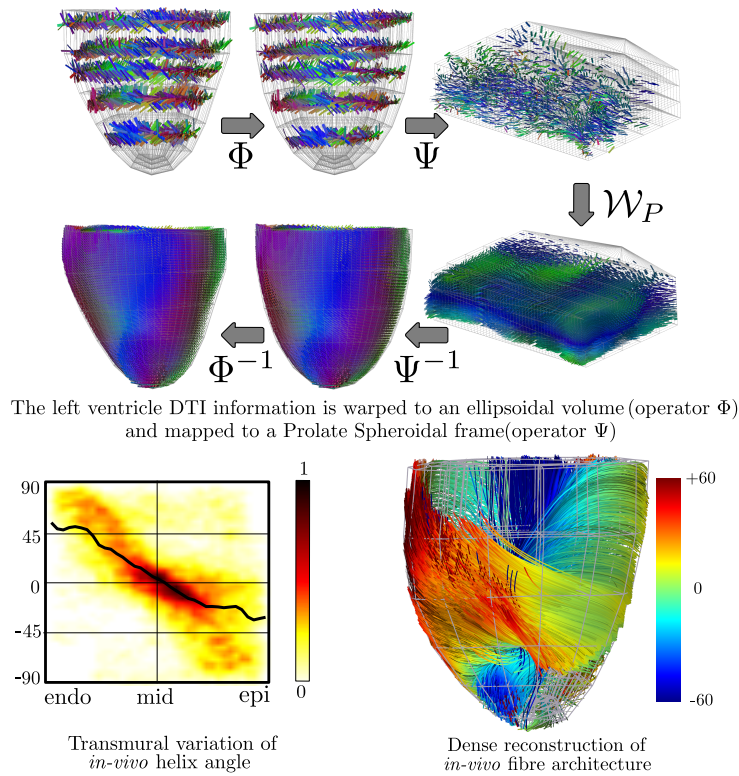 Φ
Ψ
𝒲_P
Φ⁻¹
Ψ⁻¹
The left ventricle DTI information is warped to an ellipsoidal volume (operator Φ)
and mapped to a Prolate Spheroidal frame(operator Ψ)
90
45
0
-45
-90
endo
mid
epi
1
0
+60
0
-60
Transmural variation of
in-vivo helix angle
Dense reconstruction of
in-vivo fibre architecture